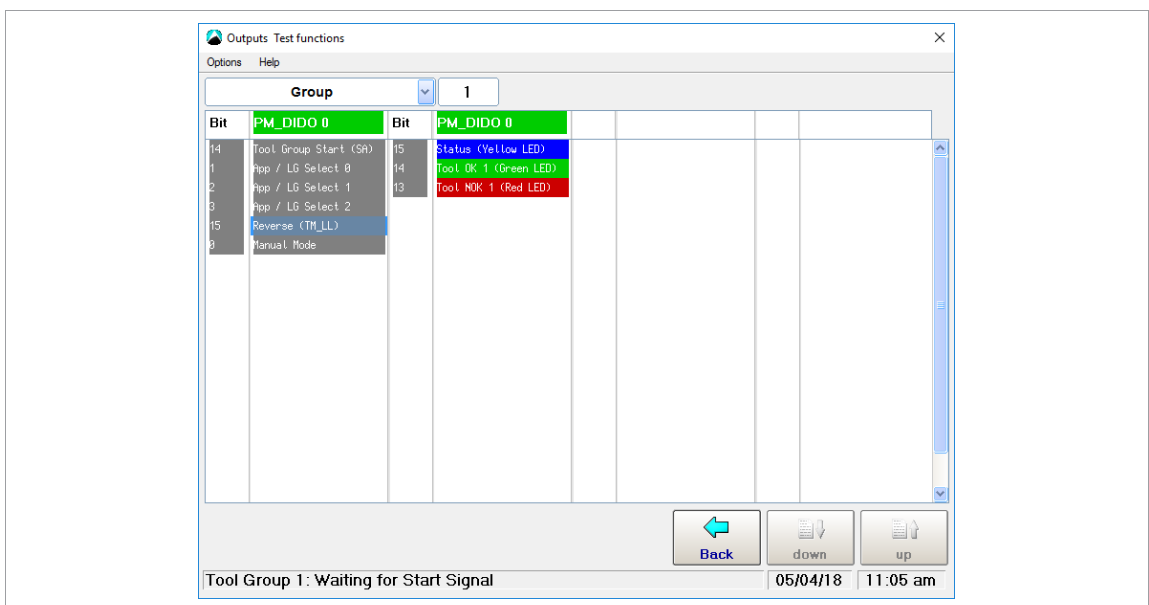 Outputs Test functions
Options Help
Group 1
Bit PM_DIDO 0 Bit PM_DIDO 0
14 Tool Group Start (SA) 15 Status (Yellow LED)
1 App / LG Select 0 14 Tool OK 1 (Green LED)
2 App / LG Select 1 13 Tool NOK 1 (Red LED)
3 App / LG Select 2
15 Reverse (TM_LL)
0 Manual Mode
Back down up
Tool Group 1: Waiting for Start Signal 05/04/18 11:05 am